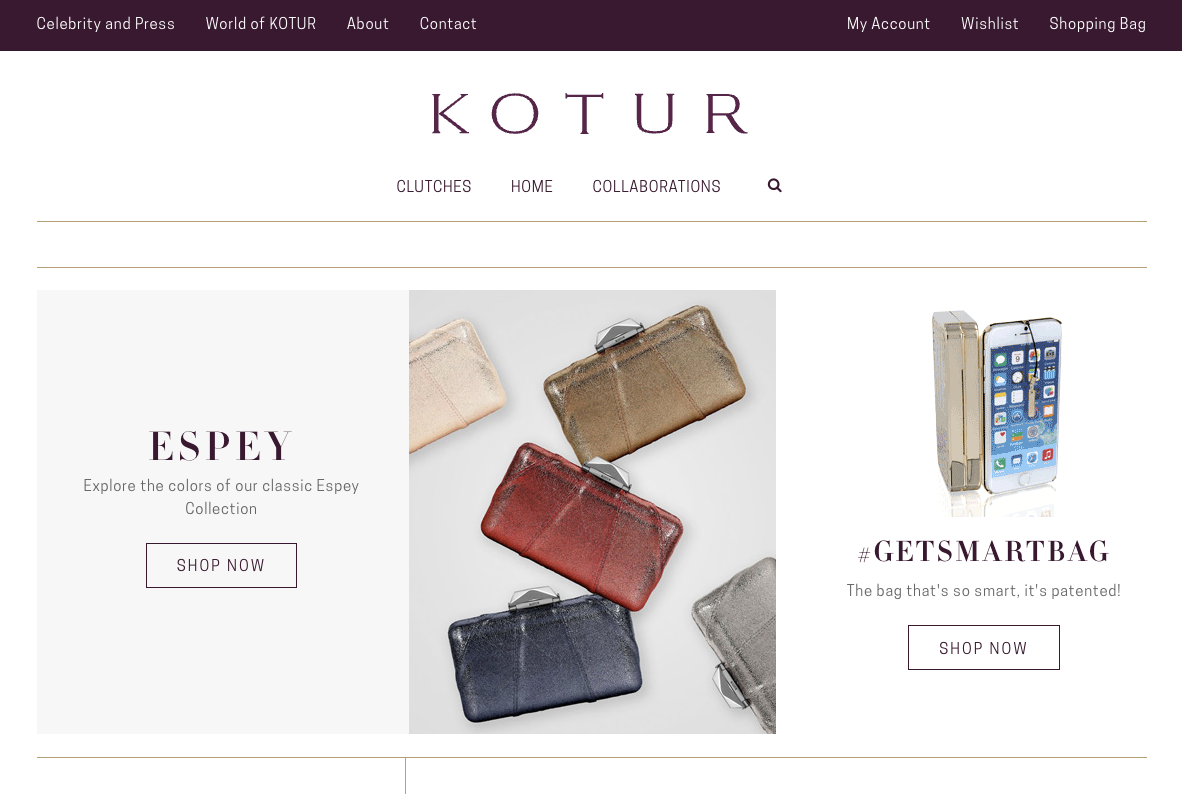 Celebrity and Press World of KOTUR About Contact My Account Wishlist Shopping Bag
KOTUR
CLUTCHES HOME COLLABORATIONS
ESPEY
Explore the colors of our classic Espey
Collection
SHOP NOW
#GETSMARTBAG
The bag that's so smart, it's patented!
SHOP NOW